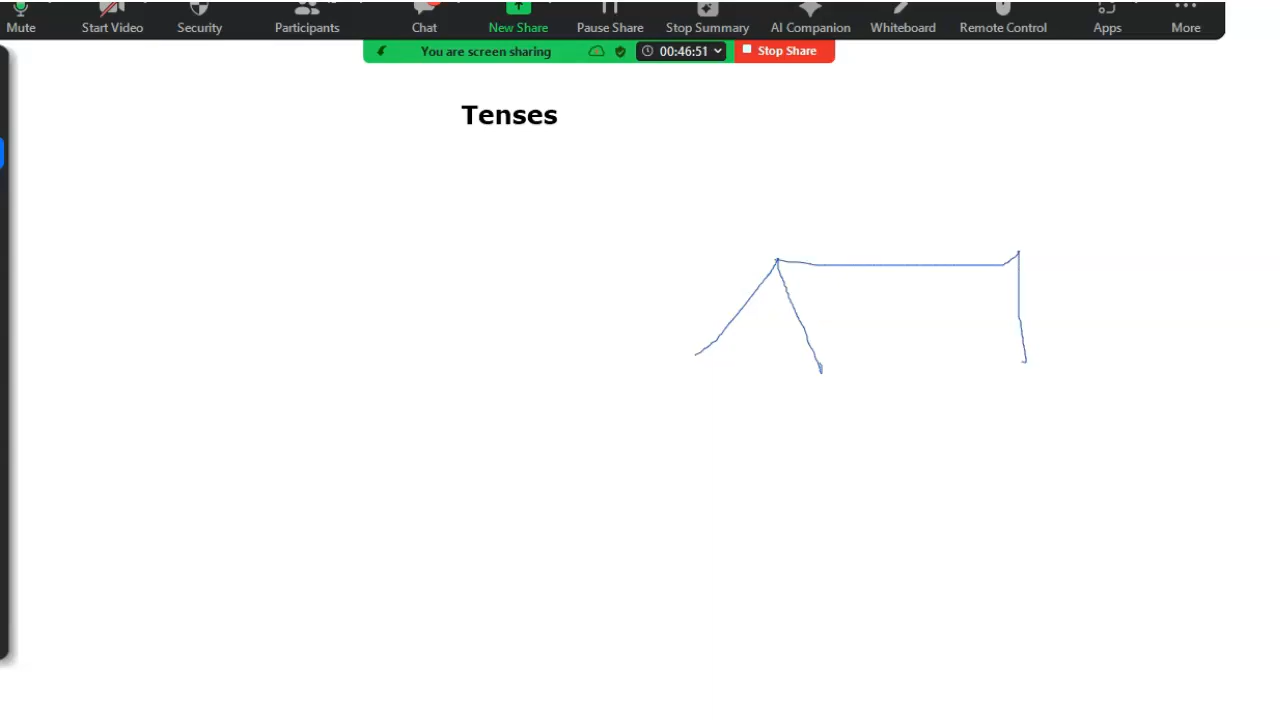 Mute Start Video Security Participants Chat New Share Pause Share Stop Summary AI Companion Whiteboard Remote Control Apps More
You are screen sharing 00:46:51 Stop Share
Tenses